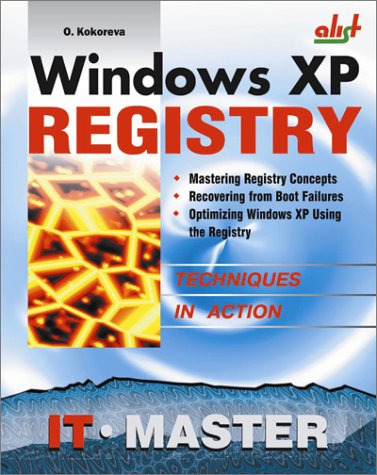 O. Kokoreva
alist
Windows XP
REGISTRY
Mastering Registry Concepts
Recovering from Boot Failures
Optimizing Windows XP Using
the Registry
TECHNIQUES
IN ACTION
IT•MASTER